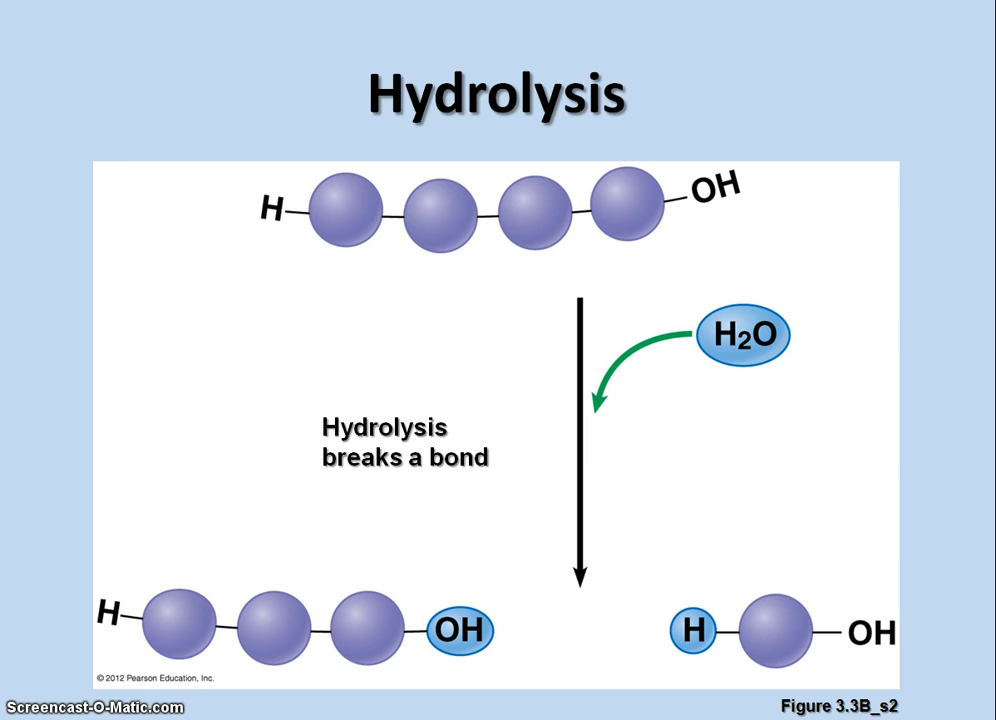 Hydrolysis
H
OH
H2O
Hydrolysis
breaks a bond
H
OH
H
OH
© 2012 Pearson Education, Inc.
Screencast-O-Matic.com
Figure 3.3B_s2